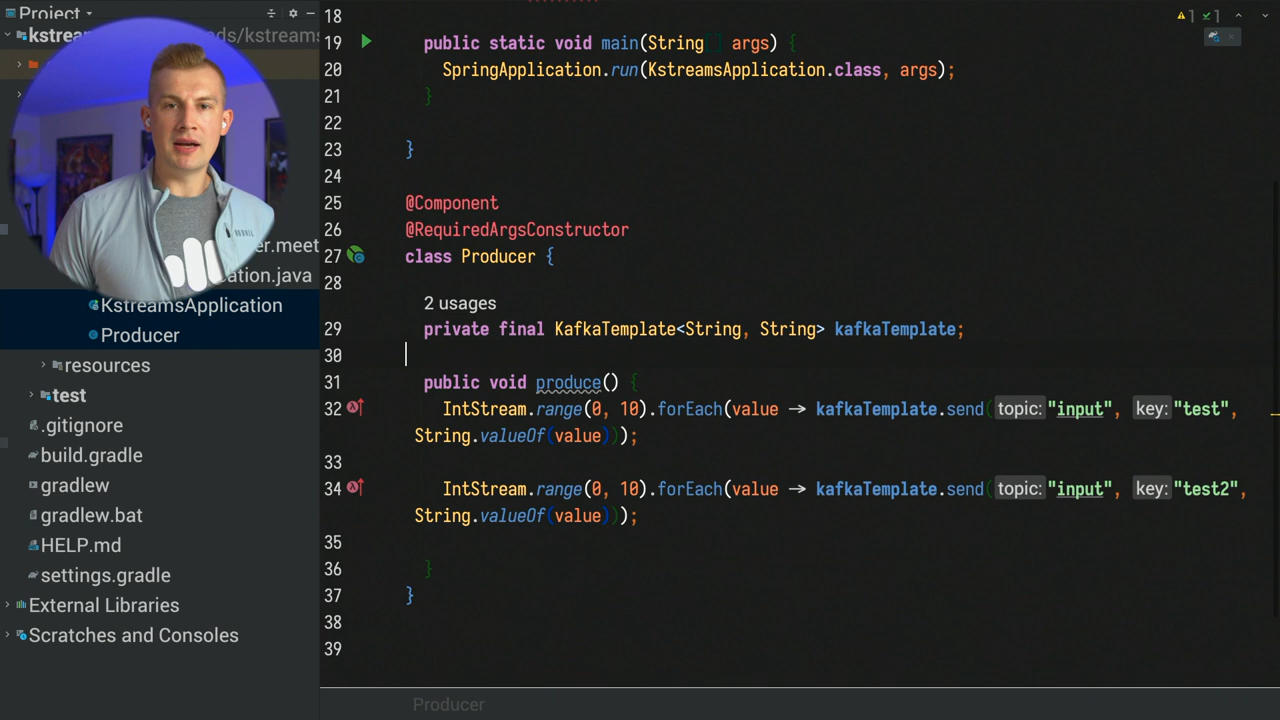 Project
kstrea ds/kstreams
er.meet
cation.java
KstreamsApplication
Producer
resources
test
.gitignore
build.gradle
gradlew
gradlew.bat
HELP.md
settings.gradle
External Libraries
Scratches and Consoles
18
19 public static void main(String[] args) {
20 SpringApplication.run(KstreamsApplication.class, args);
21 }
22
23 }
24
25 @Component
26 @RequiredArgsConstructor
27 class Producer {
28
2 usages
29 private final KafkaTemplate<String, String> kafkaTemplate;
30
31 public void produce() {
32 IntStream.range(0, 10).forEach(value → kafkaTemplate.send( topic: "input", key: "test",
String.valueOf(value)));
33
34 IntStream.range(0, 10).forEach(value → kafkaTemplate.send( topic: "input", key: "test2",
String.valueOf(value)));
35
36 }
37 }
38
39
1 1
Producer